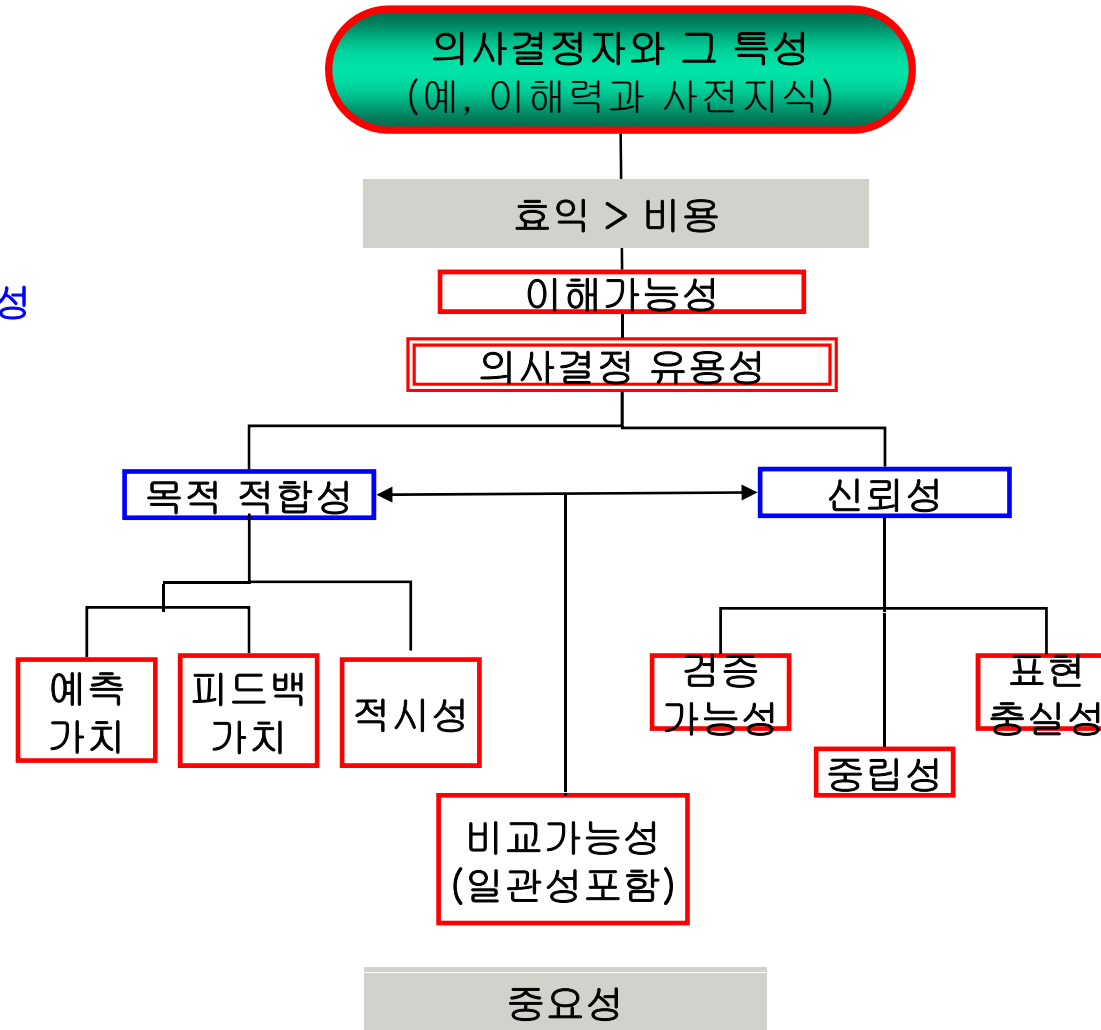 의사결정자와 그 특성
(예, 이해력과 사전지식)
효익 > 비용
이해가능성
성
의사결정 유용성
목적 적합성
신뢰성
예측
가치
피드백
가치
적시성
검증
가능성
표현
충실성
중립성
비교가능성
(일관성포함)
중요성